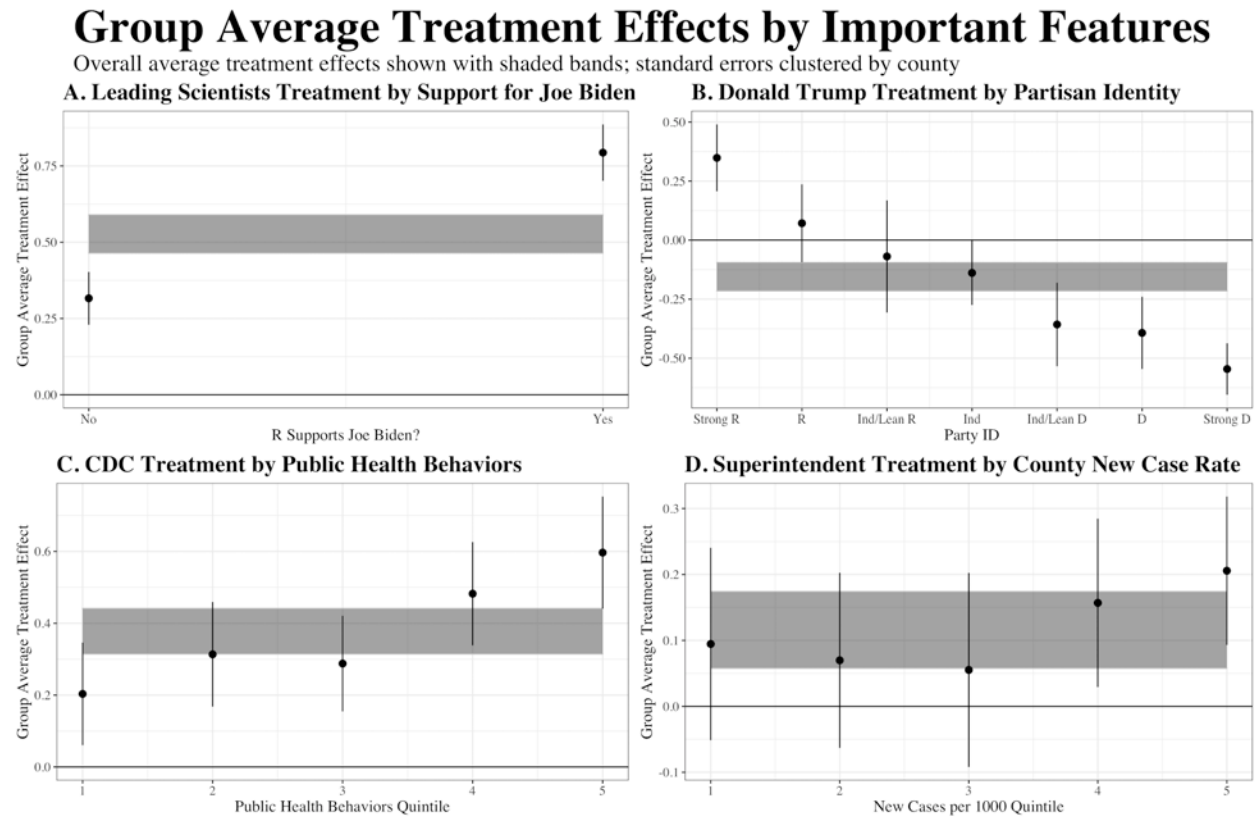 Group Average Treatment Effects by Important Features
Overall average treatment effects shown with shaded bands; standard errors clustered by county
A. Leading Scientists Treatment by Support for Joe Biden
Group Average Treatment Effect
0.75
0.50
0.25
0.00
No
Yes
R Supports Joe Biden?
B. Donald Trump Treatment by Partisan Identity
Group Average Treatment Effect
0.50
0.25
0.00
-0.25
-0.50
Strong R
R
Ind/Lean R
Ind
Ind/Lean D
D
Strong D
Party ID
C. CDC Treatment by Public Health Behaviors
Group Average Treatment Effect
0.6
0.4
0.2
0.0
1
2
3
4
5
Public Health Behaviors Quintile
D. Superintendent Treatment by County New Case Rate
Group Average Treatment Effect
0.3
0.2
0.1
0.0
-0.1
1
2
3
4
5
New Cases per 1000 Quintile